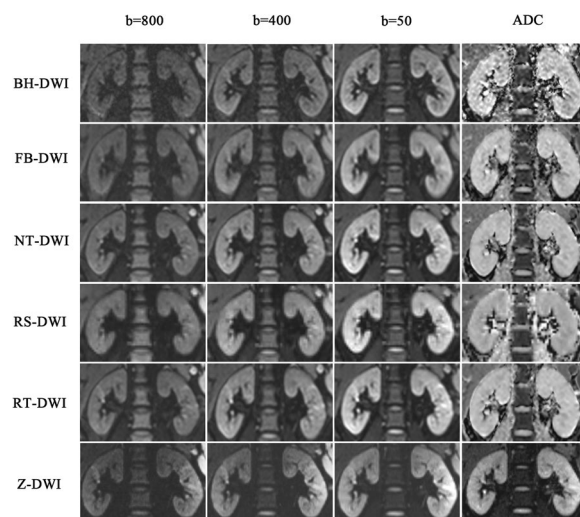 b=800 b=400 b=50 ADC
BH-DWI
FB-DWI
NT-DWI
RS-DWI
RT-DWI
Z-DWI